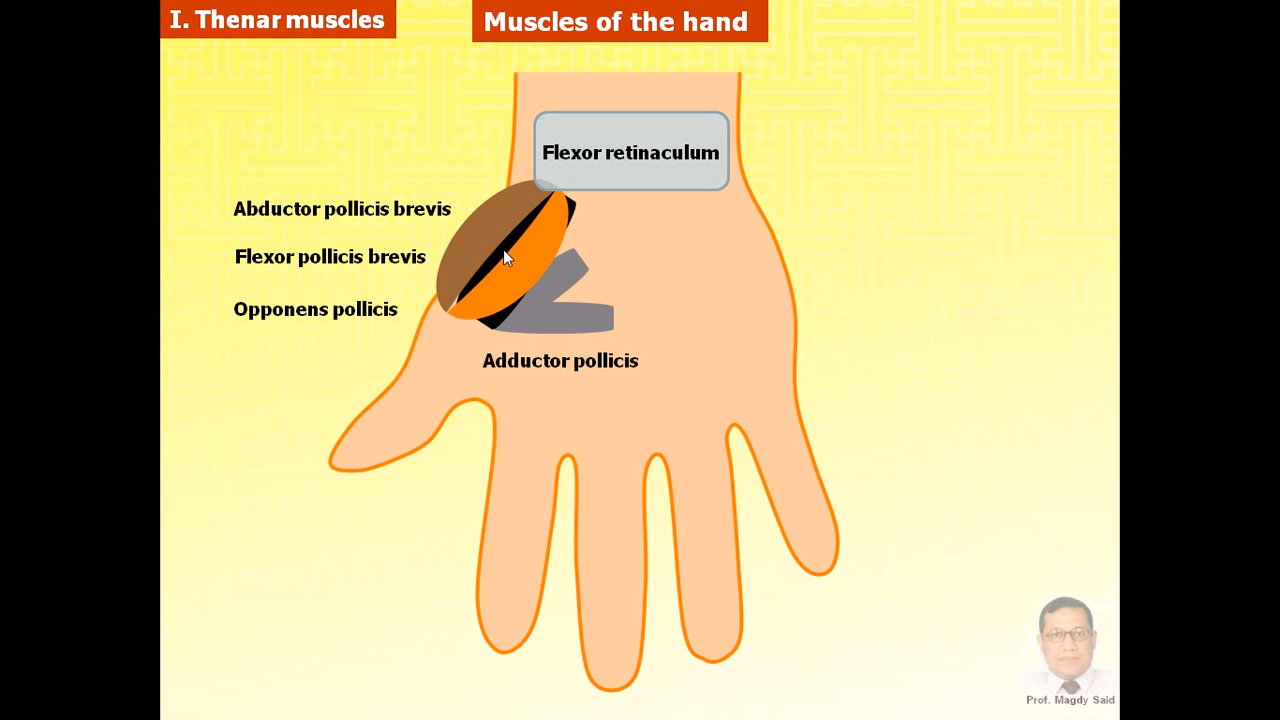 I. Thenar muscles
Muscles of the hand
Flexor retinaculum
Abductor pollicis brevis
Flexor pollicis brevis
Opponens pollicis
Adductor pollicis
Prof. Magdy Said